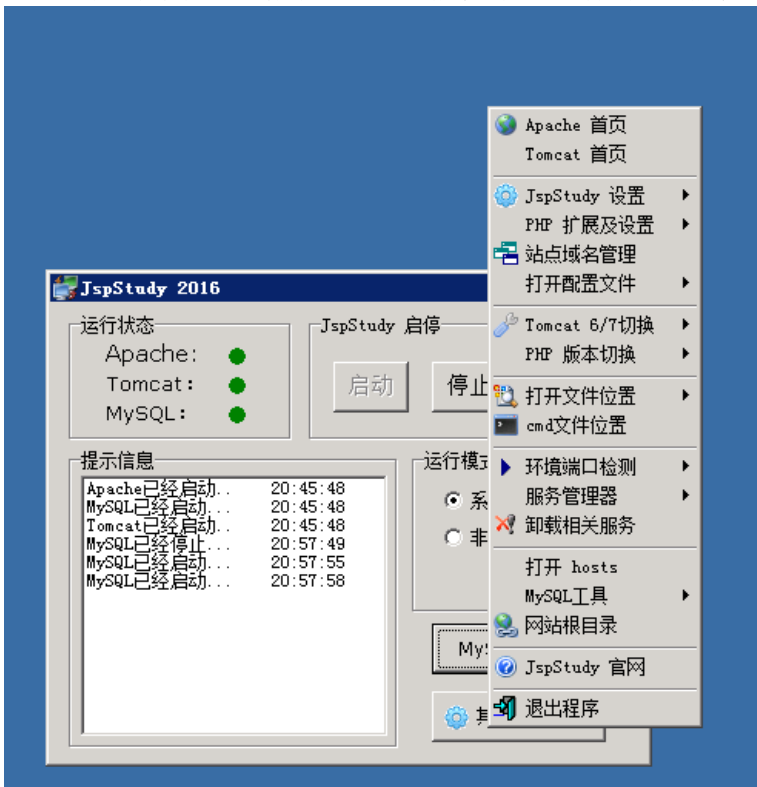 Apache 首页
Tomcat 首页
JspStudy 设置
PHP 扩展及设置
站点域名管理
打开配置文件
Tomcat 6/7切换
PHP 版本切换
打开文件位置
cmd文件位置
环境端口检测
服务管理器
卸载相关服务
打开 hosts
MySQL工具
网站根目录
JspStudy 官网
退出程序
JspStudy 2016
运行状态
Apache:
Tomcat:
MySQL:
JspStudy 启停
启动
停止
提示信息
Apache已经启动.. 20:45:48
MySQL已经启动... 20:45:48
Tomcat已经启动.. 20:45:48
MySQL已经停止... 20:57:49
MySQL已经启动... 20:57:55
MySQL已经启动... 20:57:58
运行模式
系
非
My
其